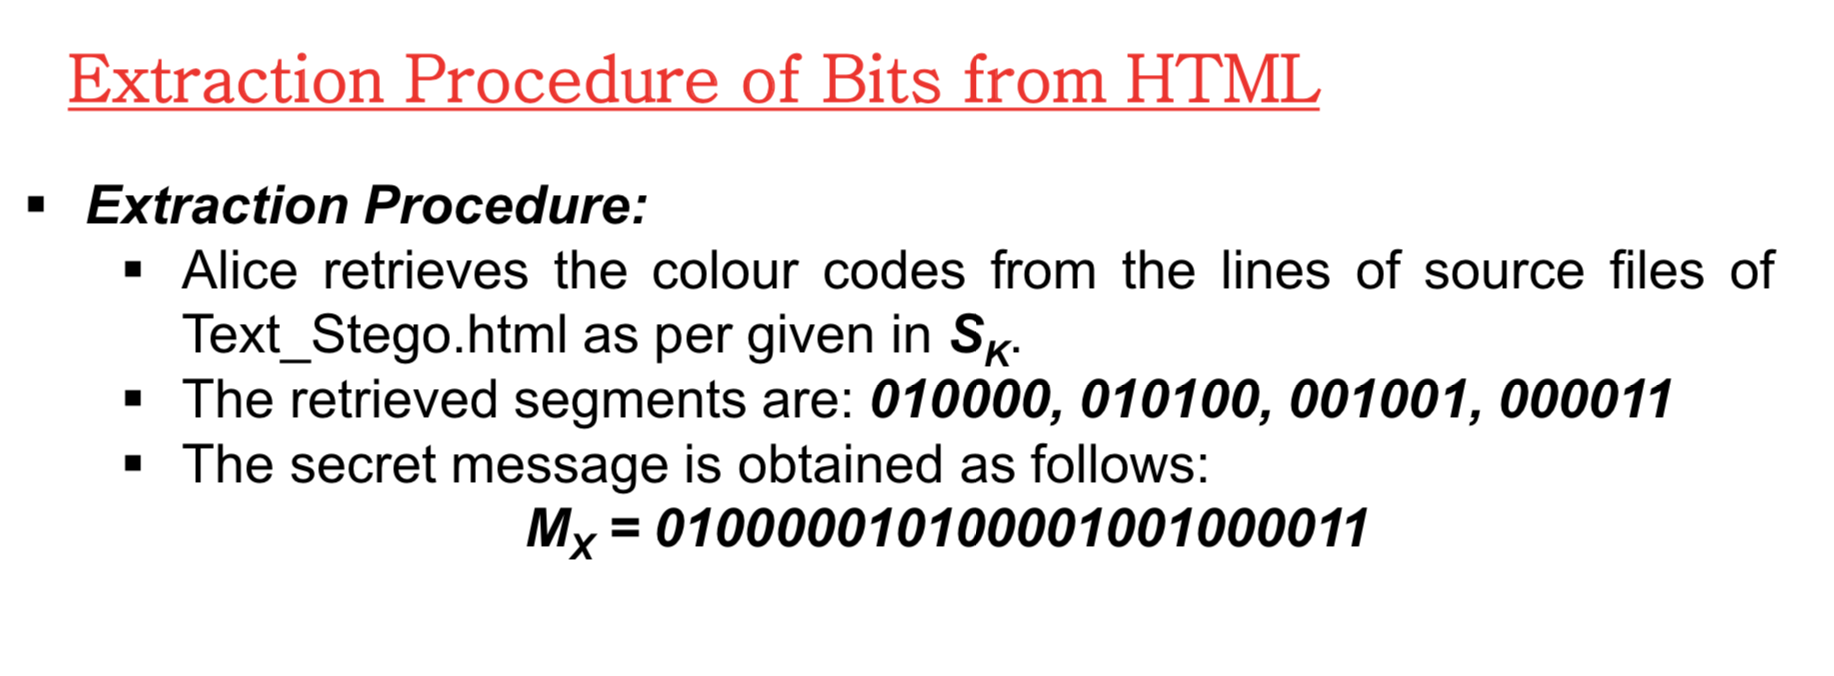 Extraction Procedure of Bits from HTML
▪ Extraction Procedure:
▪ Alice retrieves the colour codes from the lines of source files of
Text_Stego.html as per given in S_K.
▪ The retrieved segments are: 010000, 010100, 001001, 000011
▪ The secret message is obtained as follows:
M_X = 010000010100001001000011